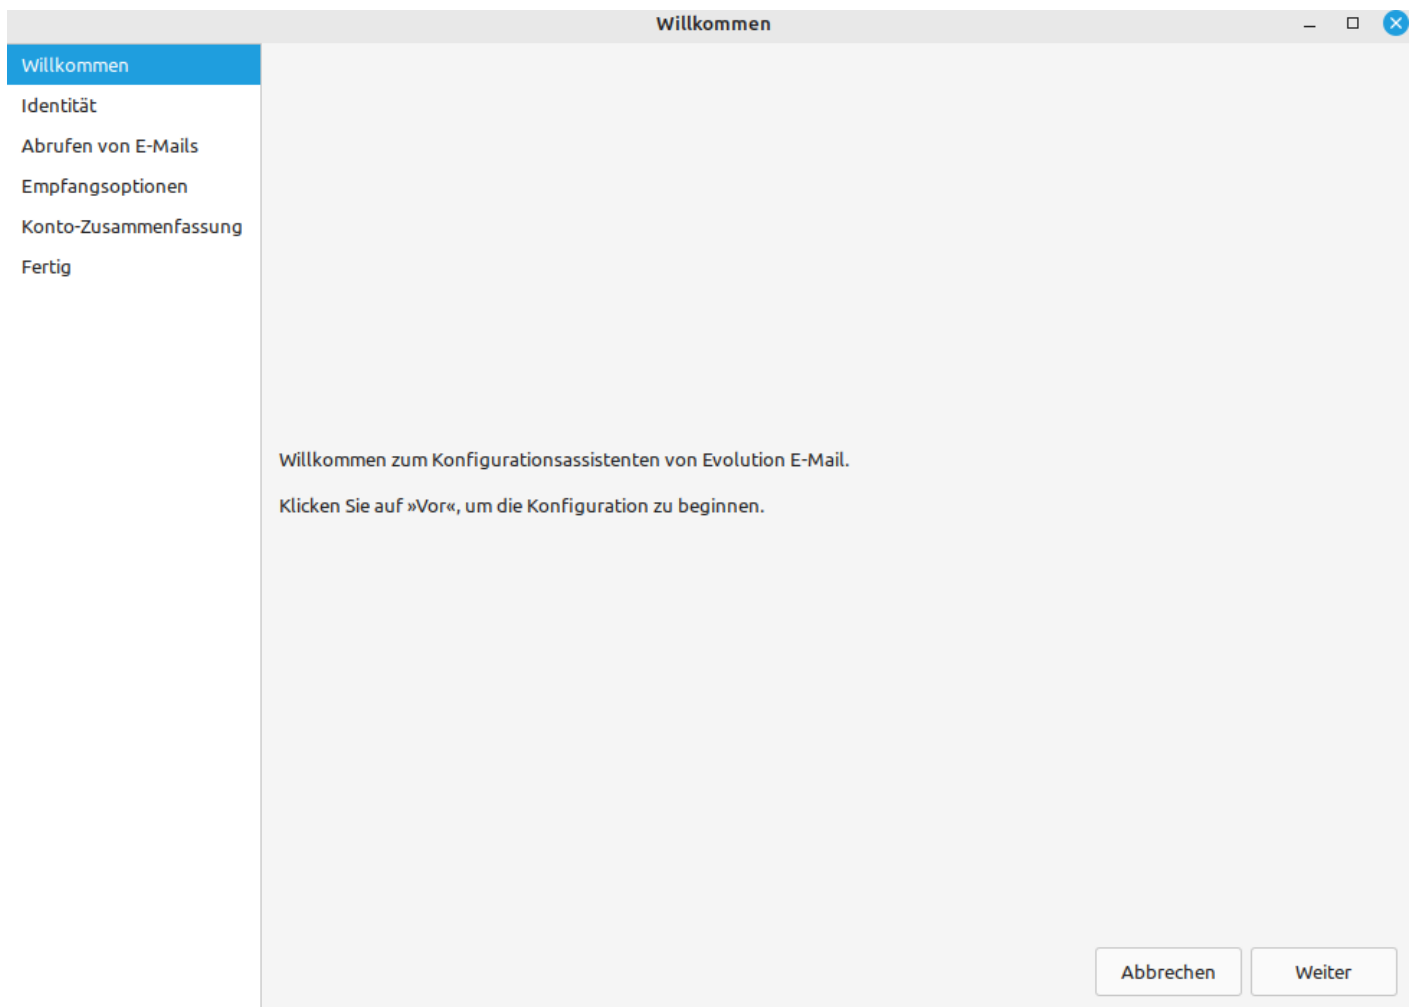 Willkommen
Willkommen
Identität
Abrufen von E-Mails
Empfangsoptionen
Konto-Zusammenfassung
Fertig
Willkommen zum Konfigurationsassistenten von Evolution E-Mail.
Klicken Sie auf »Vor«, um die Konfiguration zu beginnen.
Abbrechen
Weiter